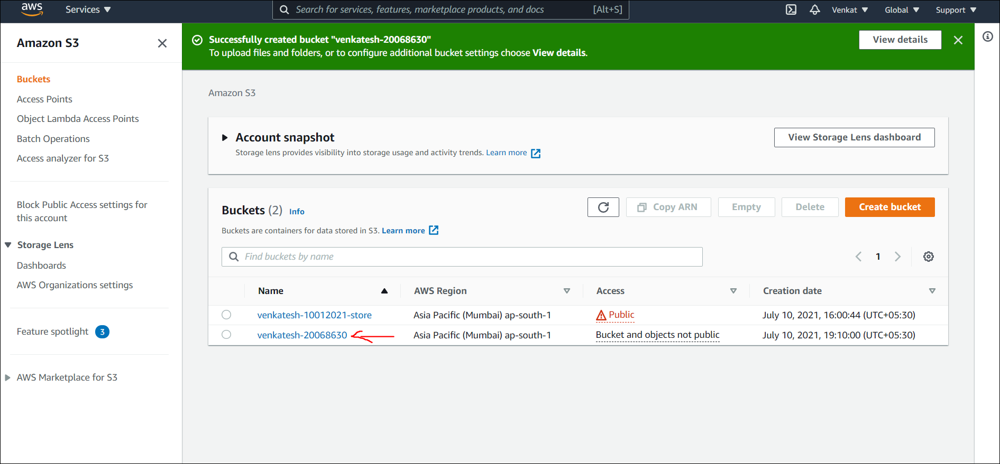 aws
Services
Search for services, features, marketplace products, and docs [Alt+S]
Venkat
Global
Support
Amazon S3
Buckets
Access Points
Object Lambda Access Points
Batch Operations
Access analyzer for S3
Block Public Access settings for
this account
Storage Lens
Dashboards
AWS Organizations settings
Feature spotlight 3
AWS Marketplace for S3
Successfully created bucket "venkatesh-20068630"
To upload files and folders, or to configure additional bucket settings choose View details.
View details
Amazon S3
Account snapshot
Storage lens provides visibility into storage usage and activity trends. Learn more
View Storage Lens dashboard
Buckets (2) Info
Copy ARN
Empty
Delete
Create bucket
Buckets are containers for data stored in S3. Learn more
Find buckets by name
1
Name AWS Region Access Creation date
venkatesh-10012021-store Asia Pacific (Mumbai) ap-south-1 Public July 10, 2021, 16:00:44 (UTC+05:30)
venkatesh-20068630 Asia Pacific (Mumbai) ap-south-1 Bucket and objects not public July 10, 2021, 19:10:00 (UTC+05:30)